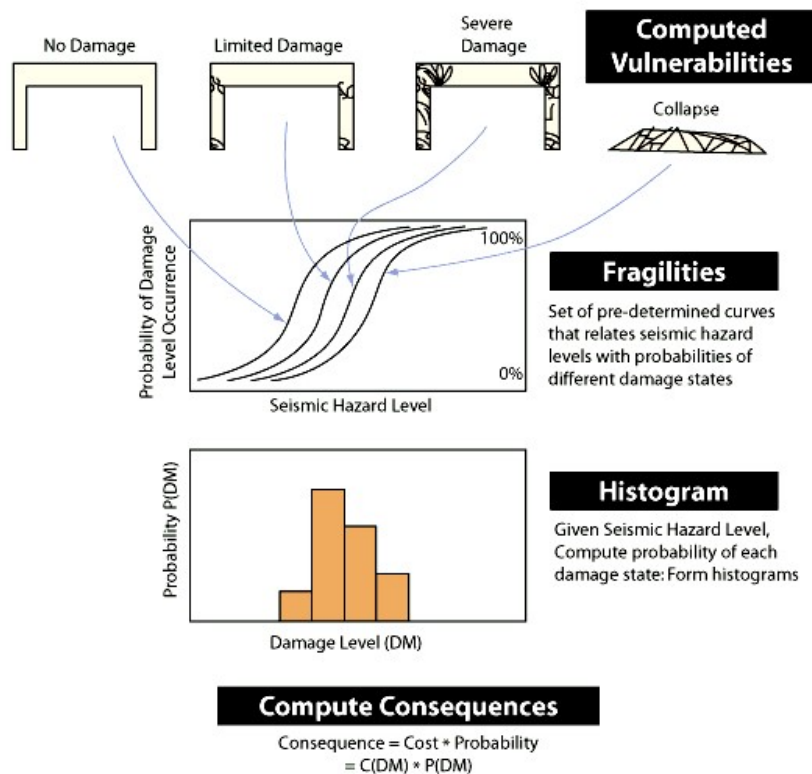 No Damage
Limited Damage
Severe
Damage
Computed
Vulnerabilities
Collapse
Probability of Damage
Level Occurrence
100%
0%
Seismic Hazard Level
Fragilities
Set of pre-determined curves
that relates seismic hazard
levels with probabilities of
different damage states
Probability P(DM)
Damage Level (DM)
Histogram
Given Seismic Hazard Level,
Compute probability of each
damage state: Form histograms
Compute Consequences
Consequence = Cost * Probability
= C(DM) * P(DM)